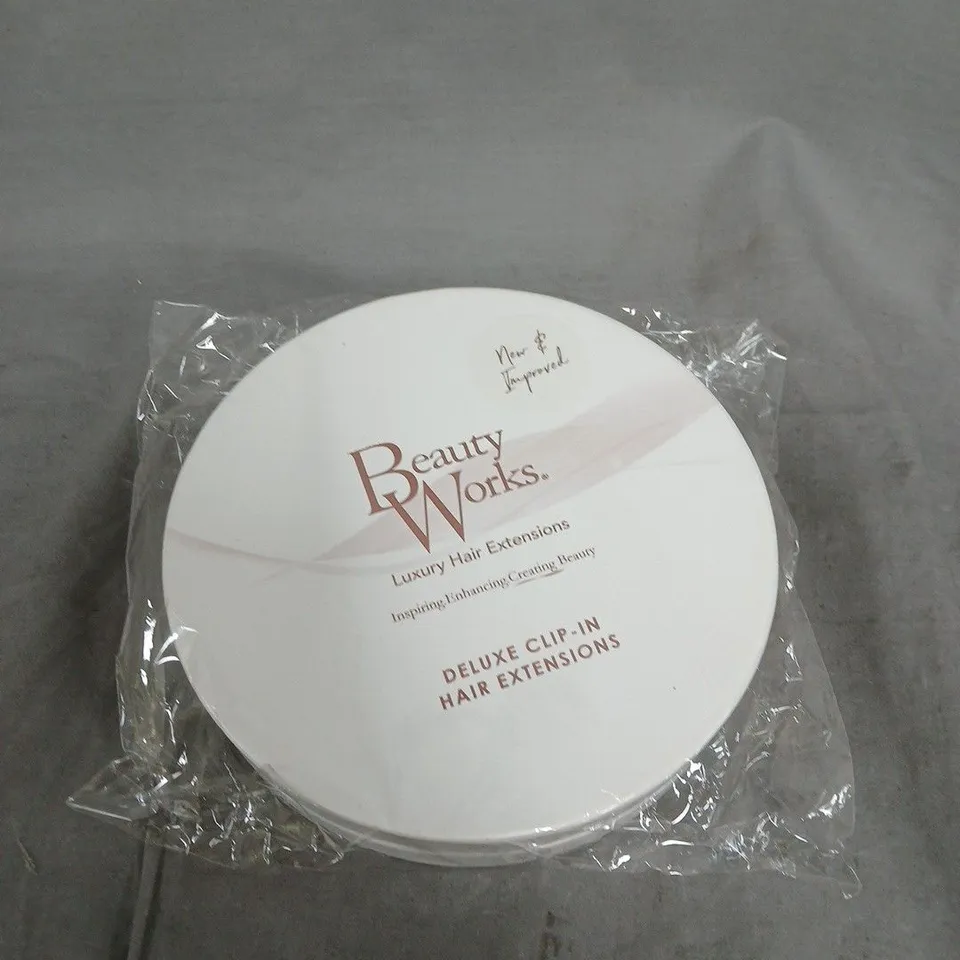 New &
Improved
Beauty
Works
Luxury Hair Extensions
Inspiring.Enhancing.Creating Beauty
DELUXE CLIP-IN
HAIR EXTENSIONS